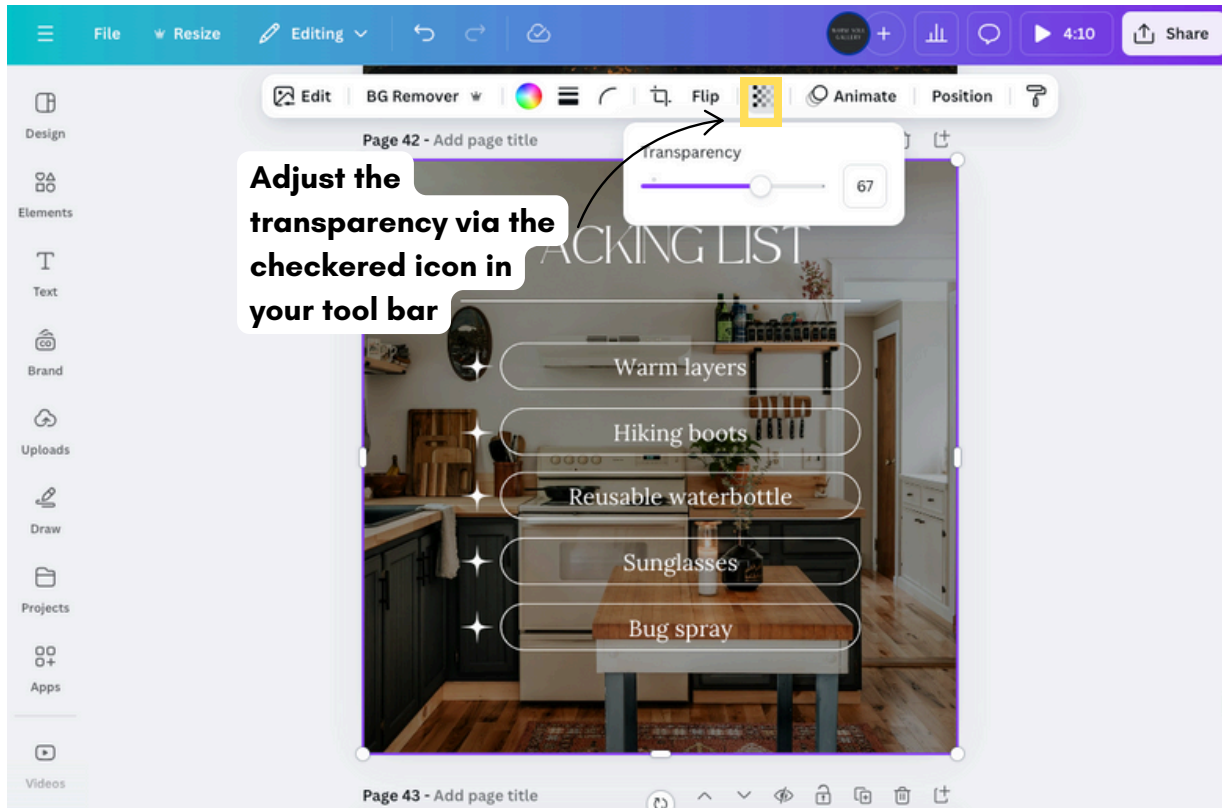 File
Resize
Editing
4:10
Share
Edit
BG Remover
Flip
Animate
Position
Design
Elements
Text
CO
Brand
Uploads
Draw
Projects
Apps
Videos
Page 42 - Add page title
Transparency
67
Adjust the
transparency via the
checkered icon in
your tool bar
ACKING LIST
Warm layers
Hiking boots
Reusable waterbottle
Sunglasses
Bug spray
Page 43 - Add page title